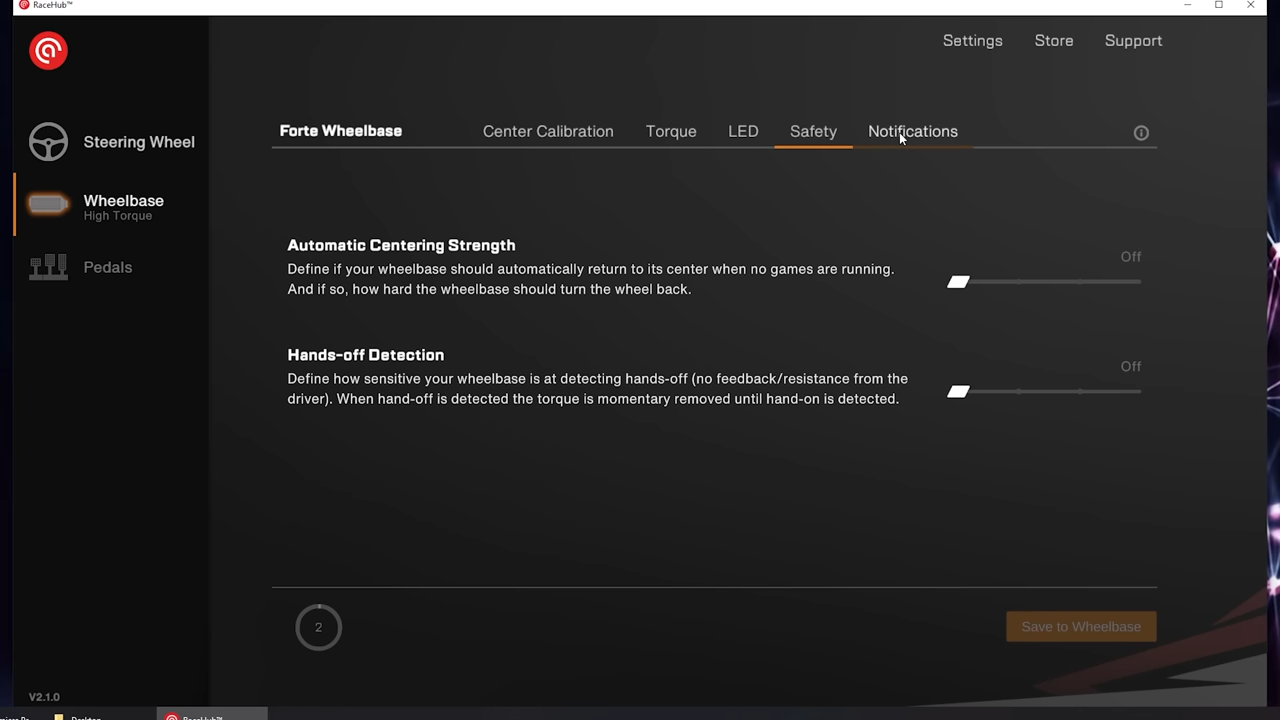 RaceHub™
Settings Store Support
Forte Wheelbase Center Calibration Torque LED Safety Notifications
Steering Wheel
Wheelbase
High Torque
Pedals
Automatic Centering Strength
Off
Define if your wheelbase should automatically return to its center when no games are running.
And if so, how hard the wheelbase should turn the wheel back.
Hands-off Detection
Off
Define how sensitive your wheelbase is at detecting hands-off (no feedback/resistance from the
driver). When hand-off is detected the torque is momentary removed until hand-on is detected.
2
Save to Wheelbase
V2.1.0
Desktop
RaceHub™